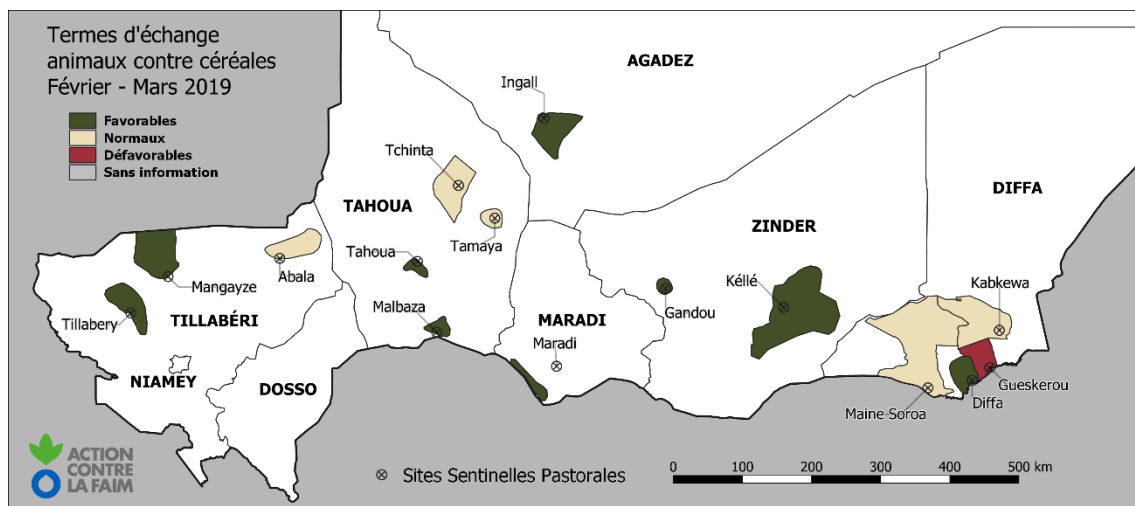 Termes d'échange
animaux contre céréales
Février - Mars 2019
Favorables
Normaux
Défavorables
Sans information
AGADEZ
Ingall
Tchinta
DIFFA
TAHOUA
ZINDER
Tamaya
Tahoua
Abala
Mangayze
Kéllé
Kabkewa
Gandou
Malbaza
Tillabery
TILLABÉRI
MARADI
Maradi
Gueskerou
NIAMEY
DOSSO
Diffa
Maine-Soroa
ACTION
CONTRE
LA FAIM
Sites Sentinelles Pastorales
0 100 200 300 400 500 km